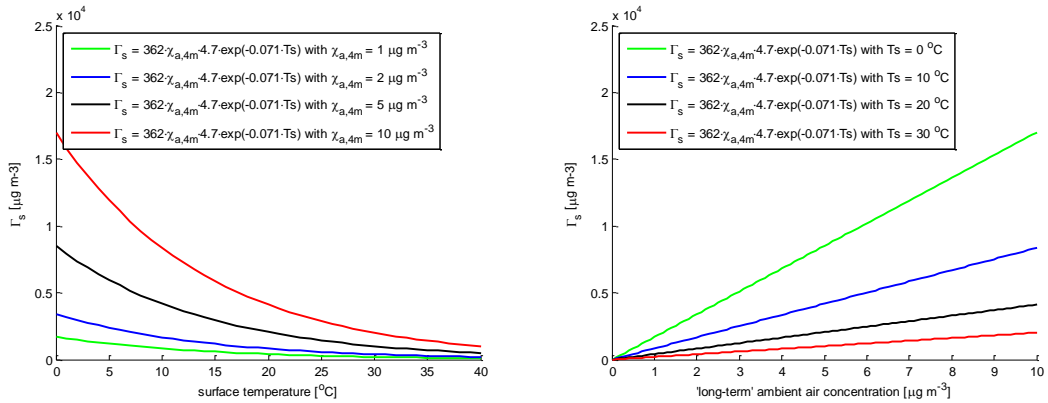 x 10⁴
2.5
2
1.5
1
0.5
0
Γs [μg m-3]
Γs = 362·χa,4m·4.7·exp(-0.071·Ts) with χa,4m = 1 μg m-3
Γs = 362·χa,4m·4.7·exp(-0.071·Ts) with χa,4m = 2 μg m-3
Γs = 362·χa,4m·4.7·exp(-0.071·Ts) with χa,4m = 5 μg m-3
Γs = 362·χa,4m·4.7·exp(-0.071·Ts) with χa,4m = 10 μg m-3
0 5 10 15 20 25 30 35 40
surface temperature [oC]
x 10⁴
2.5
2
1.5
1
0.5
0
Γs [μg m-3]
Γs = 362·χa,4m·4.7·exp(-0.071·Ts) with Ts = 0 oC
Γs = 362·χa,4m·4.7·exp(-0.071·Ts) with Ts = 10 oC
Γs = 362·χa,4m·4.7·exp(-0.071·Ts) with Ts = 20 oC
Γs = 362·χa,4m·4.7·exp(-0.071·Ts) with Ts = 30 oC
0 1 2 3 4 5 6 7 8 9 10
'long-term' ambient air concentration [μg m-3]